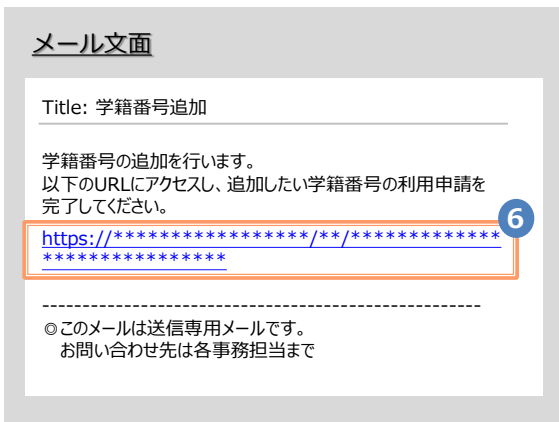 メール文面
Title: 学籍番号追加
学籍番号の追加を行います。
以下のURLにアクセスし、追加したい学籍番号の利用申請を
完了してください。
6
https://*****************/**/*************
****************
------------------------------------------------------
◎このメールは送信専用メールです。
お問い合わせ先は各事務担当まで